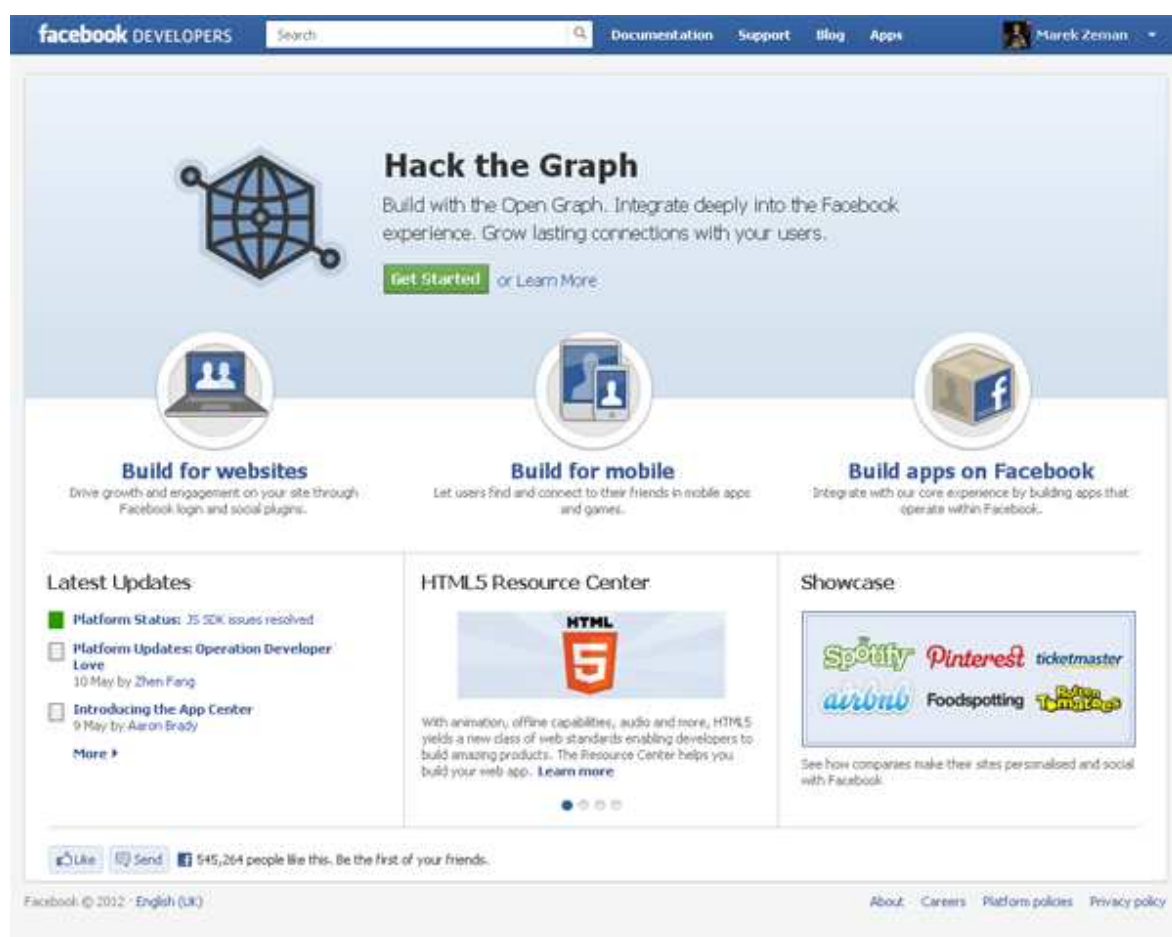 facebook DEVELOPERS Search Documentation Support Blog Apps Marek Zeman
Hack the Graph
Build with the Open Graph. Integrate deeply into the Facebook
experience. Grow lasting connections with your users.
Get Started or Learn More
Build for websites
Drive growth and engagement on your site through
Facebook login and social plugins.
Build for mobile
Let users find and connect to their friends in mobile apps
and games.
Build apps on Facebook
Integrate with our core experience by building apps that
operate within Facebook.
Latest Updates
Platform Status: JS SDK issues resolved
Platform Updates: Operation Developer
Love
10 May by Zhen Fang
Introducing the App Center
9 May by Aaron Brady
More
HTML5 Resource Center
HTML
5
With animation, offline capabilities, audio and more, HTML5
yields a new class of web standards enabling developers to
build amazing products. The Resource Center helps you
build your web app. Learn more
Showcase
Spotify Pinterest ticketmaster
airbnb Foodspotting Rotten Tomatoes
See how companies make their sites personalised and social
with Facebook
Like Send 545,264 people like this. Be the first of your friends.
Facebook © 2012 · English (UK) About Careers Platform policies Privacy policy